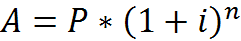 A = P * (1 + i)ⁿ